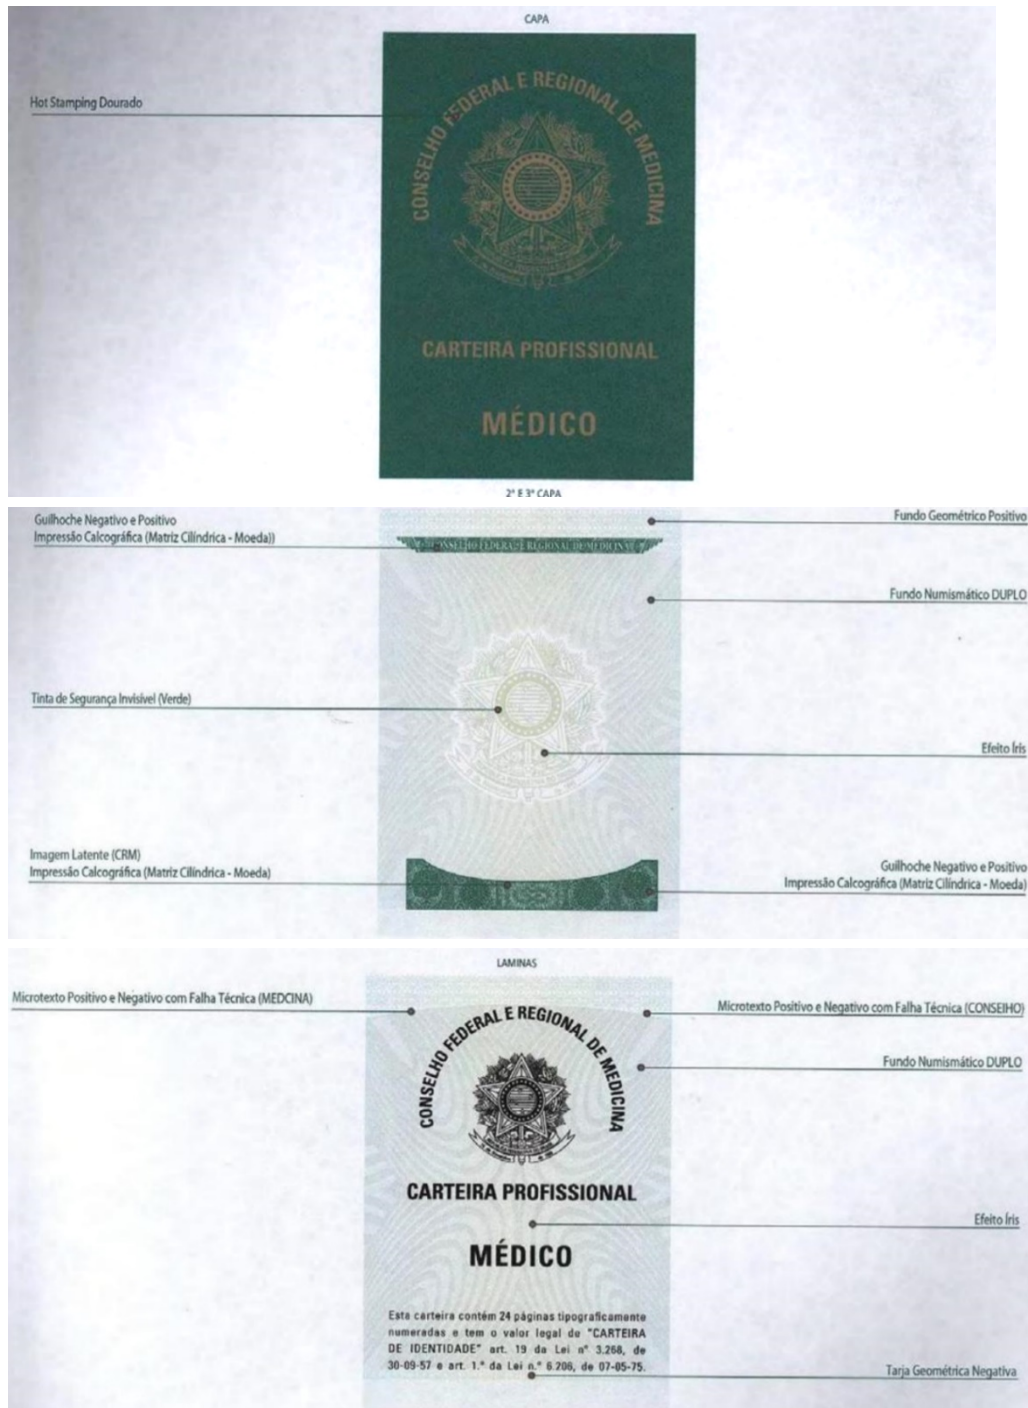 CAPA
Hot Stamping Dourado
CONSELHO FEDERAL E REGIONAL DE MEDICINA
CARTEIRA PROFISSIONAL
MÉDICO
2ª E 3ª CAPA
Guilhoche Negativo e Positivo
Impressão Calcográfica (Matriz Cilíndrica - Moeda))
Fundo Geométrico Positivo
CONSELHO FEDERAL E REGIONAL DE MEDICINA
Fundo Numismático DUPLO
Tinta de Segurança Invisível (Verde)
Efeito Íris
Imagem Latente (CRM)
Impressão Calcográfica (Matriz Cilíndrica - Moeda)
Guilhoche Negativo e Positivo
Impressão Calcográfica (Matriz Cilíndrica - Moeda)
LAMINAS
Microtexto Positivo e Negativo com Falha Técnica (MEDCINA)
Microtexto Positivo e Negativo com Falha Técnica (CONSEIHO)
CONSELHO FEDERAL E REGIONAL DE MEDICINA
Fundo Numismático DUPLO
CARTEIRA PROFISSIONAL
Efeito Íris
MÉDICO
Esta carteira contém 24 páginas tipograficamente
numeradas e tem o valor legal de "CARTEIRA
DE IDENTIDADE" art. 19 da Lei nº 3.268, de
30-09-57 e art. 1.º da Lei n.º 6.206, de 07-05-75.
Tarja Geométrica Negativa